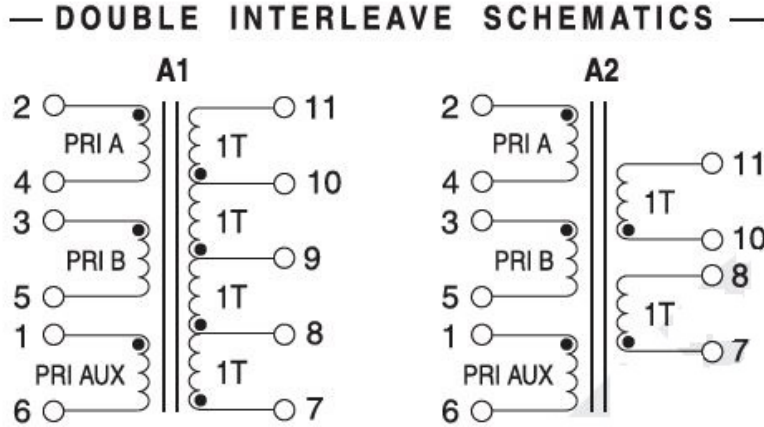 DOUBLE INTERLEAVE SCHEMATICS
A1
2
PRI A
4
3
PRI B
5
1
PRI AUX
6
11
1T
10
1T
9
1T
8
1T
7
A2
2
PRI A
4
3
PRI B
5
1
PRI AUX
6
11
1T
10
8
1T
7